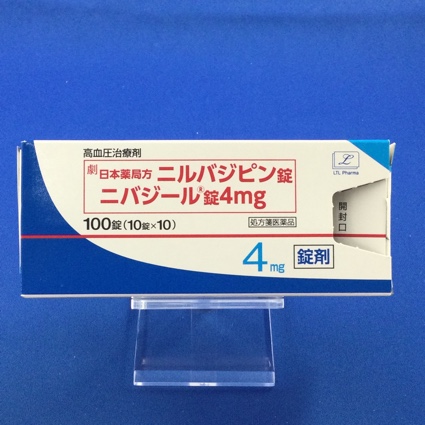 高血圧治療剤
劇 日本薬局方 ニルバジピン錠
ニバジール®錠4mg
100錠(10錠×10)
処方箋医薬品
4mg
錠剤
L
LTL Pharma
開封口